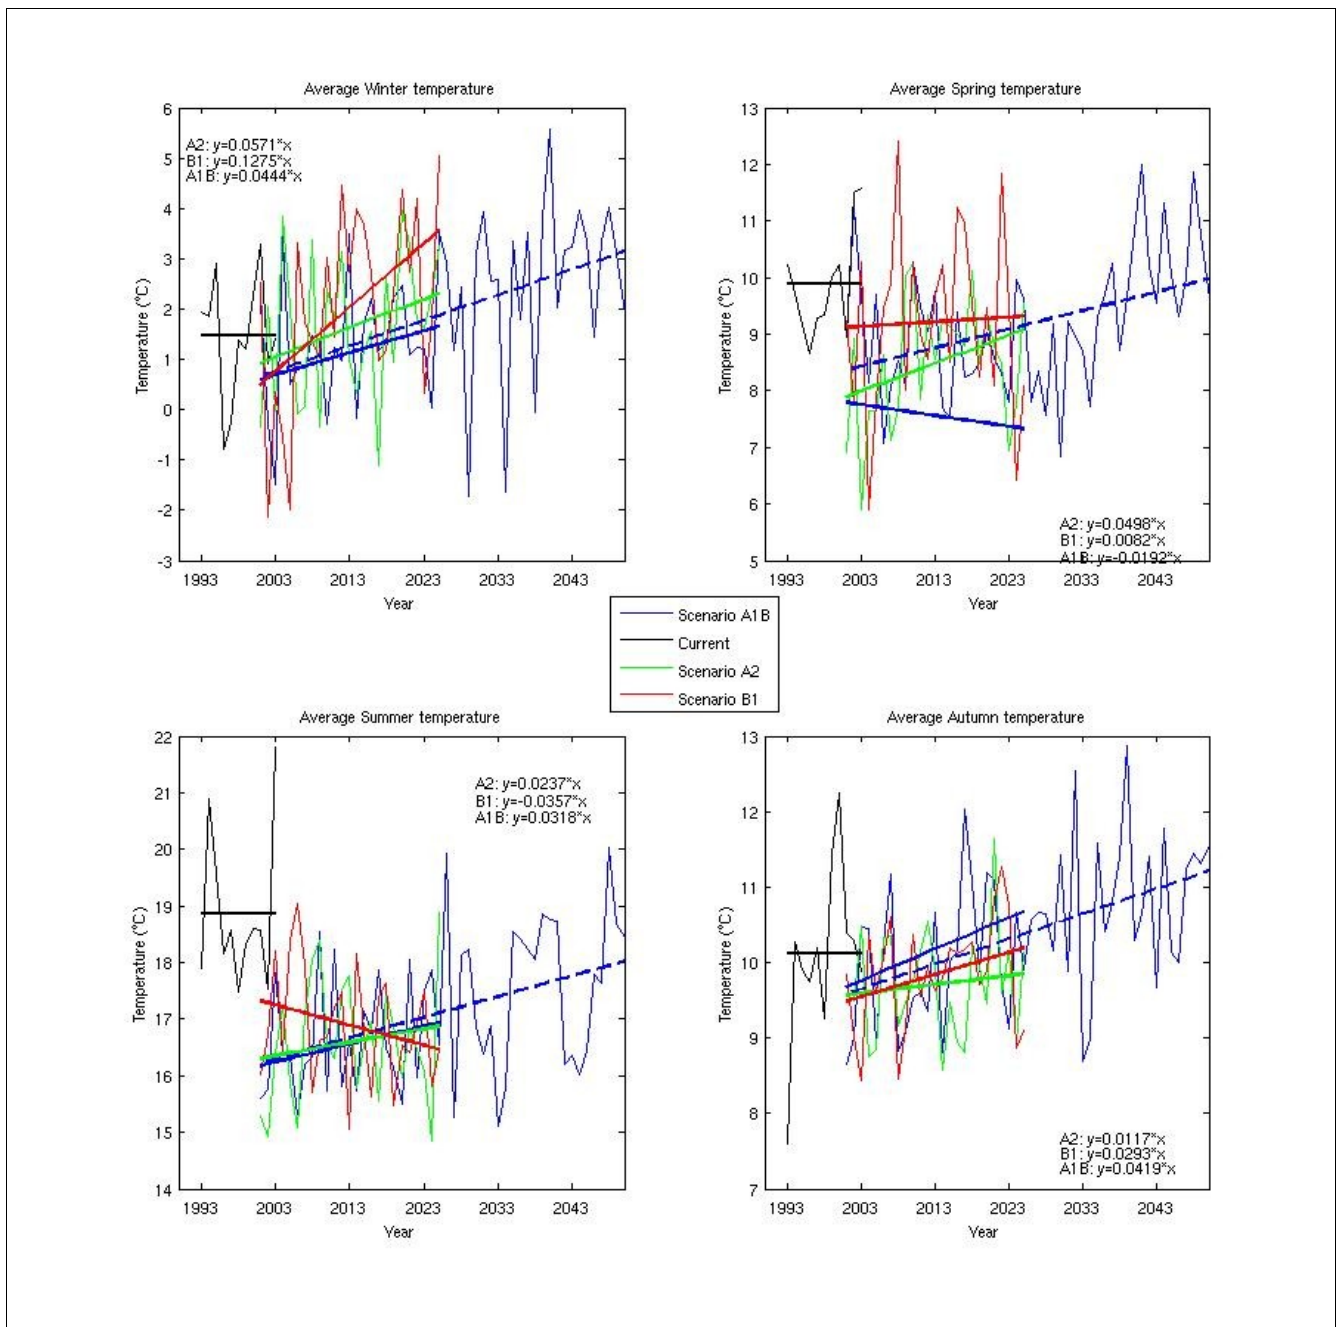 Average Winter temperature
6
5
4
3
2
1
0
-1
-2
-3
Temperature (°C)
A2: y=0.0571*x
B1: y=0.1275*x
A1B: y=0.0444*x
1993 2003 2013 2023 2033 2043
Year
Average Spring temperature
13
12
11
10
9
8
7
6
5
Temperature (°C)
A2: y=0.0498*x
B1: y=0.0082*x
A1B: y=-0.0192*x
1993 2003 2013 2023 2033 2043
Year
Scenario A1B
Current
Scenario A2
Scenario B1
Average Summer temperature
22
21
20
19
18
17
16
15
14
Temperature (°C)
A2: y=0.0237*x
B1: y=-0.0357*x
A1B: y=0.0318*x
1993 2003 2013 2023 2033 2043
Year
Average Autumn temperature
13
12
11
10
9
8
7
Temperature (°C)
A2: y=0.0117*x
B1: y=0.0293*x
A1B: y=0.0419*x
1993 2003 2013 2023 2033 2043
Year